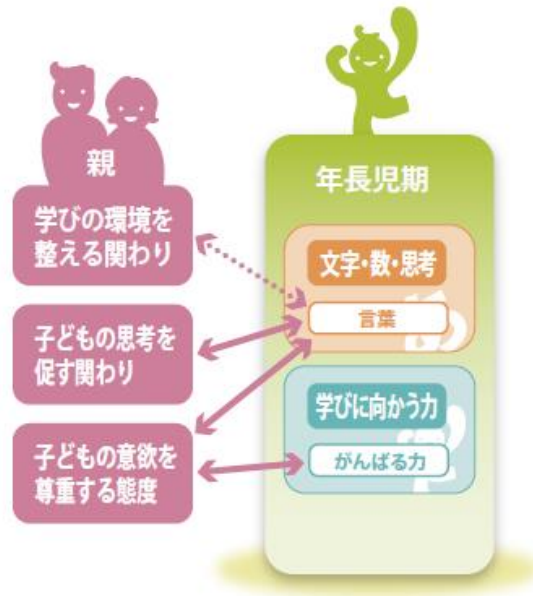 親
学びの環境を
整える関わり
子どもの思考を
促す関わり
子どもの意欲を
尊重する態度
年長児期
文字・数・思考
言葉
学びに向かう力
がんばる力